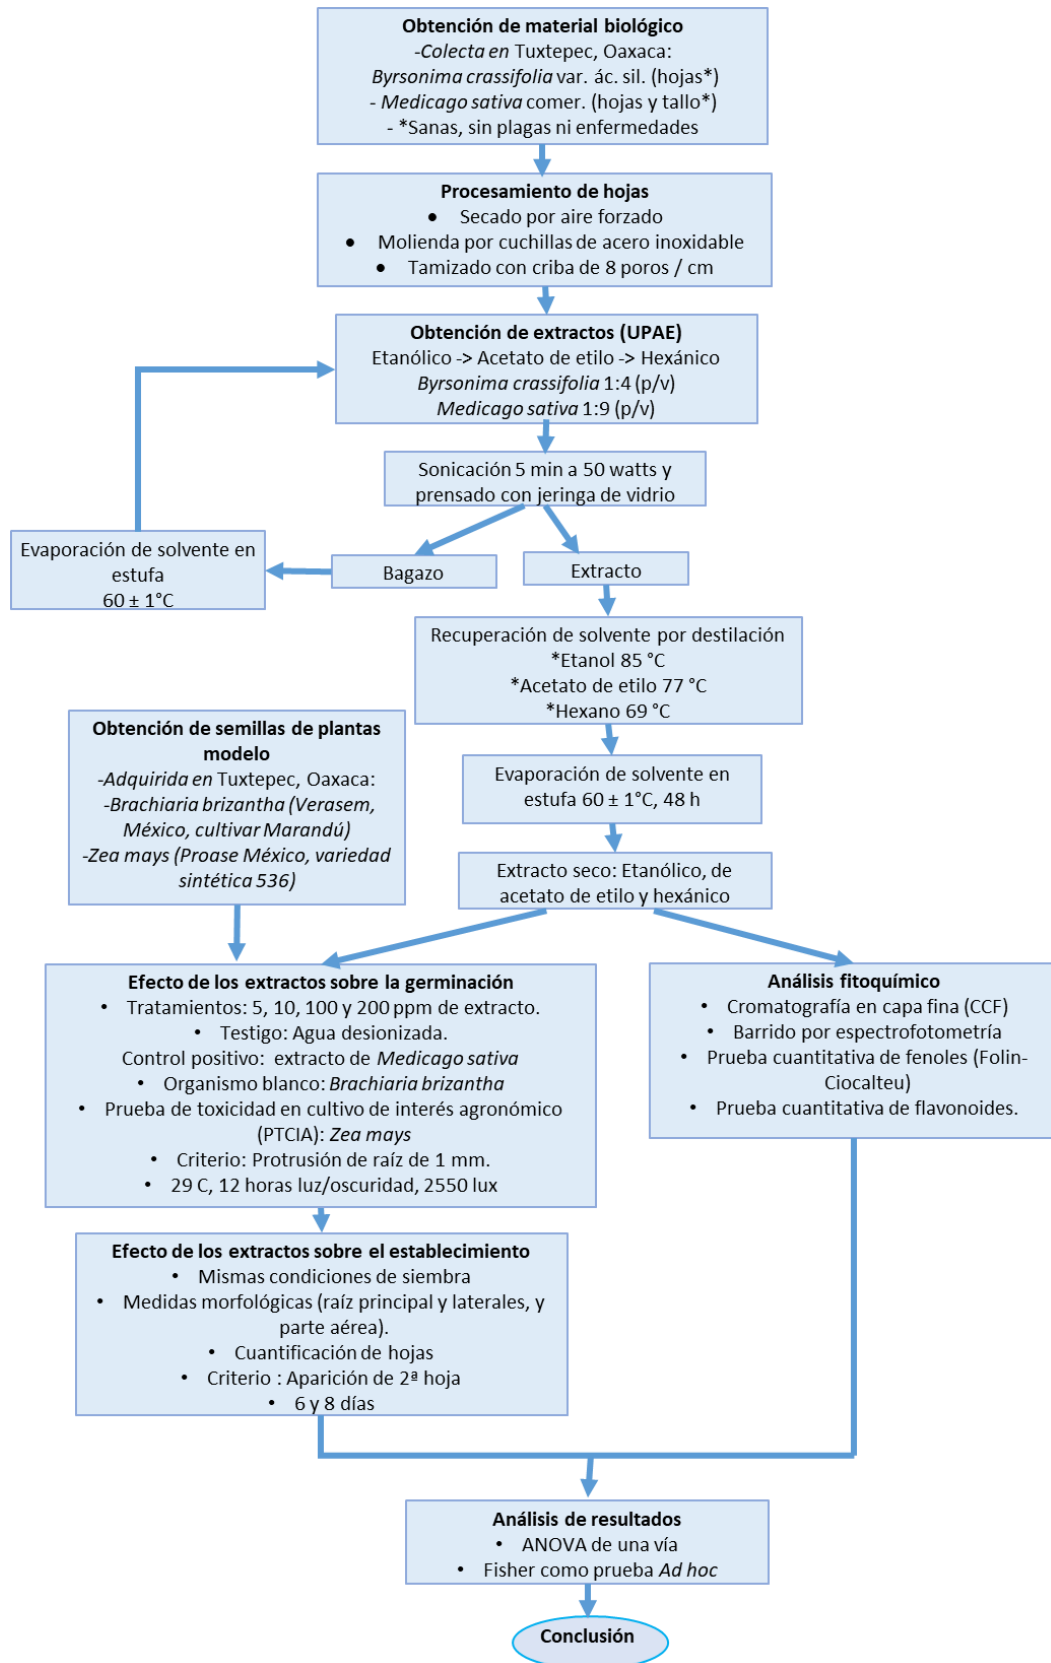 Obtención de material biológico
-Colecta en Tuxtepec, Oaxaca:
Byrsonima crassifolia var. ác. sil. (hojas*)
- Medicago sativa comer. (hojas y tallo*)
- *Sanas, sin plagas ni enfermedades
Procesamiento de hojas
• Secado por aire forzado
• Molienda por cuchillas de acero inoxidable
• Tamizado con criba de 8 poros / cm
Obtención de extractos (UPAE)
Etanólico -> Acetato de etilo -> Hexánico
Byrsonima crassifolia 1:4 (p/v)
Medicago sativa 1:9 (p/v)
Sonicación 5 min a 50 watts y
prensado con jeringa de vidrio
Evaporación de solvente en
estufa
60 ± 1°C
Bagazo
Extracto
Recuperación de solvente por destilación
*Etanol 85 °C
*Acetato de etilo 77 °C
*Hexano 69 °C
Obtención de semillas de plantas
modelo
-Adquirida en Tuxtepec, Oaxaca:
-Brachiaria brizantha (Verasem,
México, cultivar Marandú)
-Zea mays (Proase México, variedad
sintética 536)
Evaporación de solvente en
estufa 60 ± 1°C, 48 h
Extracto seco: Etanólico, de
acetato de etilo y hexánico
Efecto de los extractos sobre la germinación
• Tratamientos: 5, 10, 100 y 200 ppm de extracto.
• Testigo: Agua desionizada.
Control positivo: extracto de Medicago sativa
• Organismo blanco: Brachiaria brizantha
• Prueba de toxicidad en cultivo de interés agronómico
(PTCIA): Zea mays
• Criterio: Protrusión de raíz de 1 mm.
• 29 C, 12 horas luz/oscuridad, 2550 lux
Análisis fitoquímico
• Cromatografía en capa fina (CCF)
• Barrido por espectrofotometría
• Prueba cuantitativa de fenoles (Folin-
Ciocalteu)
• Prueba cuantitativa de flavonoides.
Efecto de los extractos sobre el establecimiento
• Mismas condiciones de siembra
• Medidas morfológicas (raíz principal y laterales, y
parte aérea).
• Cuantificación de hojas
• Criterio : Aparición de 2ª hoja
• 6 y 8 días
Análisis de resultados
• ANOVA de una vía
• Fisher como prueba Ad hoc
Conclusión